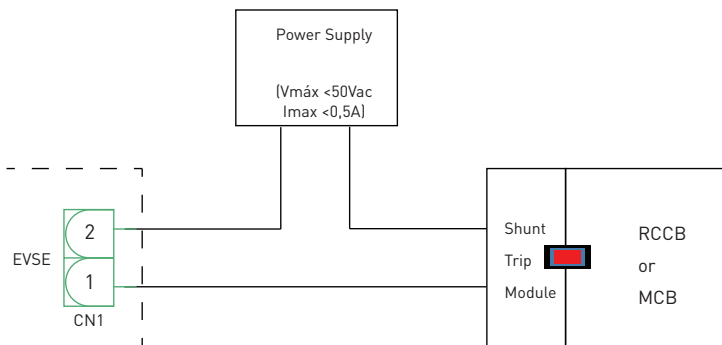 Power Supply
(Vmáx <50Vac
Imax <0,5A)
EVSE
2
1
CN1
Shunt
Trip
Module
RCCB
or
MCB